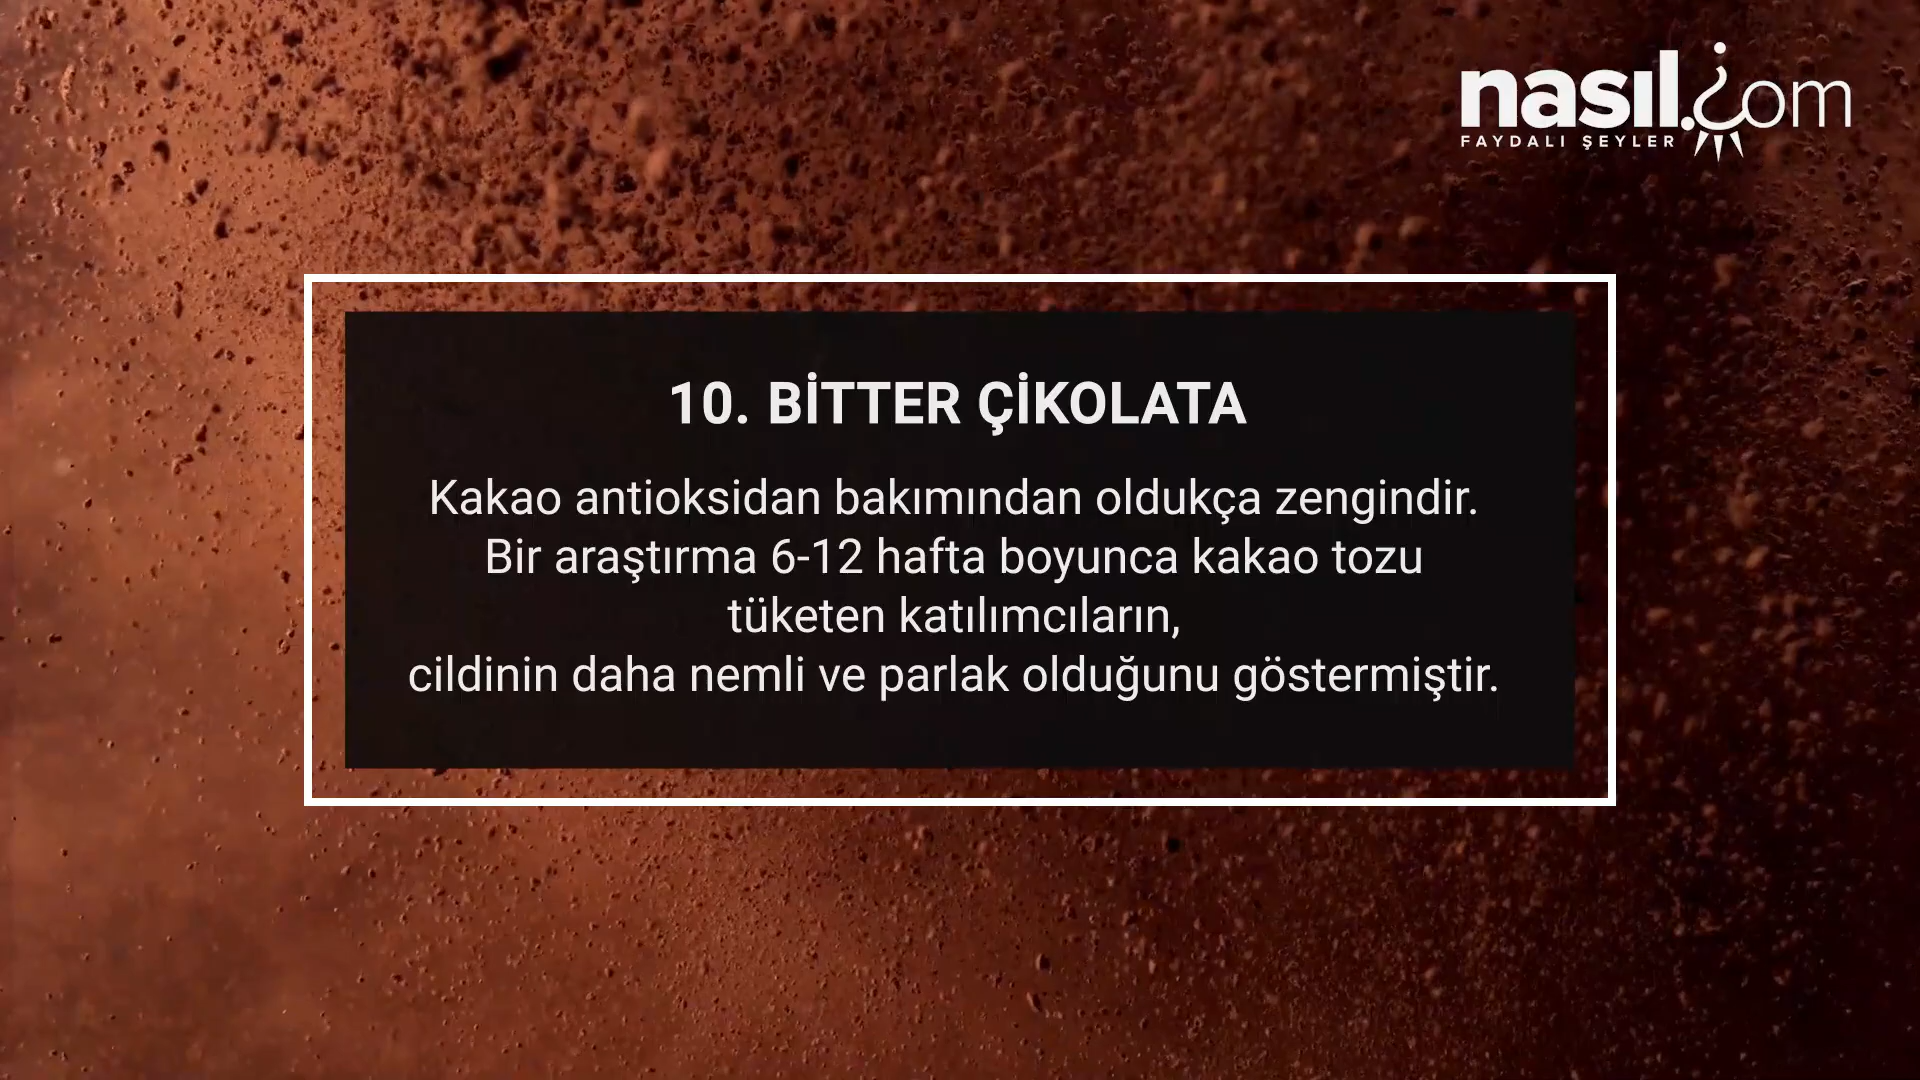 nasıl.com
FAYDALI ŞEYLER
10. BİTTER ÇİKOLATA
Kakao antioksidan bakımından oldukça zengindir.
Bir araştırma 6-12 hafta boyunca kakao tozu
tüketen katılımcıların,
cildinin daha nemli ve parlak olduğunu göstermiştir.